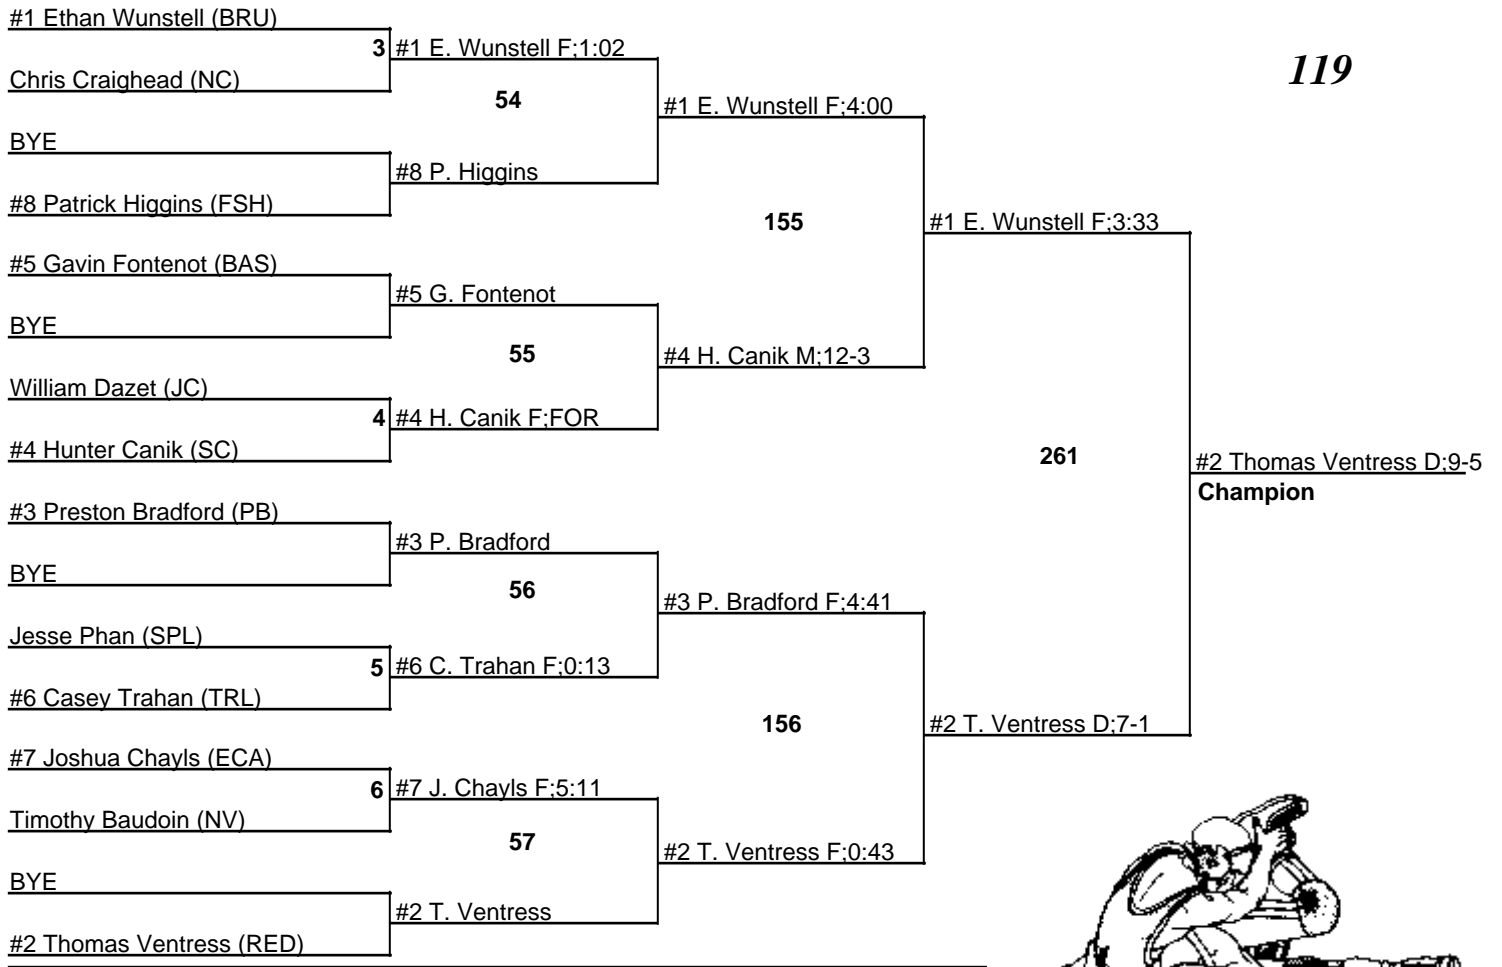 #1 Ethan Wunstell (BRU)
3 #1 E. Wunstell F;1:02
Chris Craighead (NC)
119
54
#1 E. Wunstell F;4:00
BYE
#8 P. Higgins
#8 Patrick Higgins (FSH)
155
#1 E. Wunstell F;3:33
#5 Gavin Fontenot (BAS)
#5 G. Fontenot
BYE
55
#4 H. Canik M;12-3
William Dazet (JC)
4 #4 H. Canik F;FOR
#4 Hunter Canik (SC)
261
#2 Thomas Ventress D;9-5
Champion
#3 Preston Bradford (PB)
#3 P. Bradford
BYE
56
#3 P. Bradford F;4:41
Jesse Phan (SPL)
5 #6 C. Trahan F;0:13
#6 Casey Trahan (TRL)
156
#2 T. Ventress D;7-1
#7 Joshua Chayls (ECA)
6 #7 J. Chayls F;5:11
Timothy Baudoin (NV)
57
#2 T. Ventress F;0:43
BYE
#2 T. Ventress
#2 Thomas Ventress (RED)